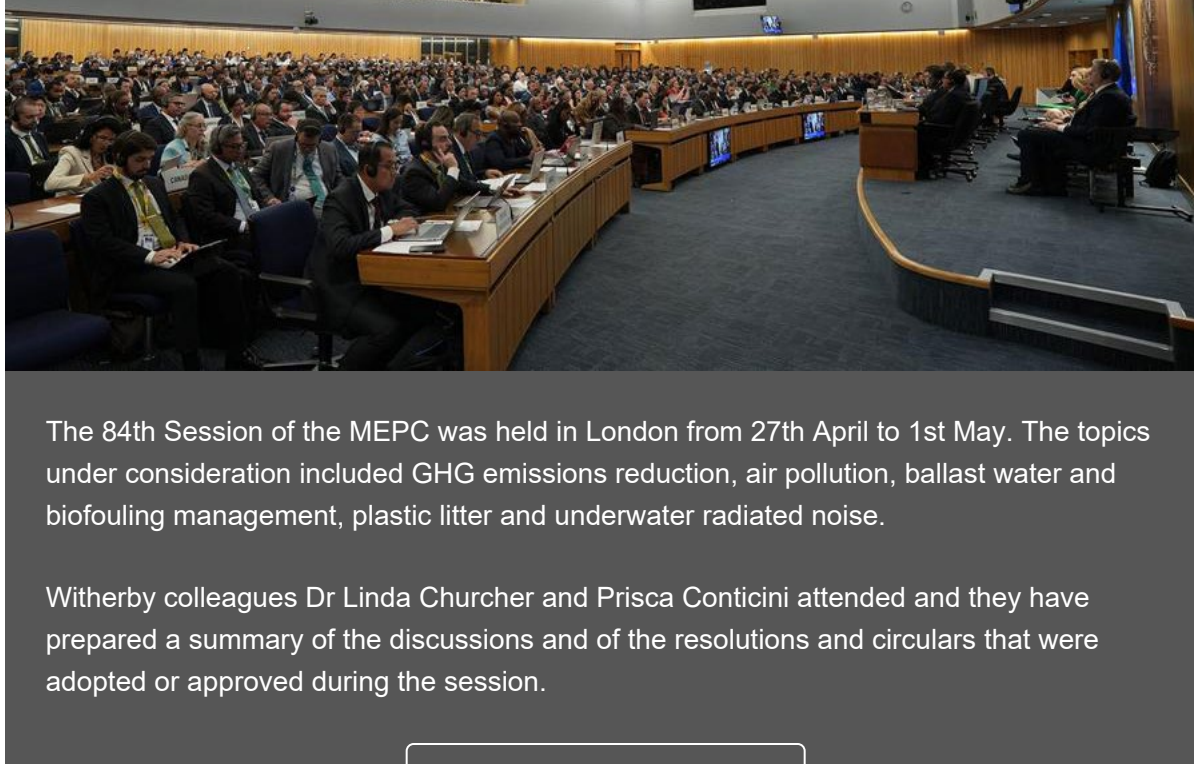 CANADA
The 84th Session of the MEPC was held in London from 27th April to 1st May. The topics
under consideration included GHG emissions reduction, air pollution, ballast water and
biofouling management, plastic litter and underwater radiated noise.
Witherby colleagues Dr Linda Churcher and Prisca Conticini attended and they have
prepared a summary of the discussions and of the resolutions and circulars that were
adopted or approved during the session.